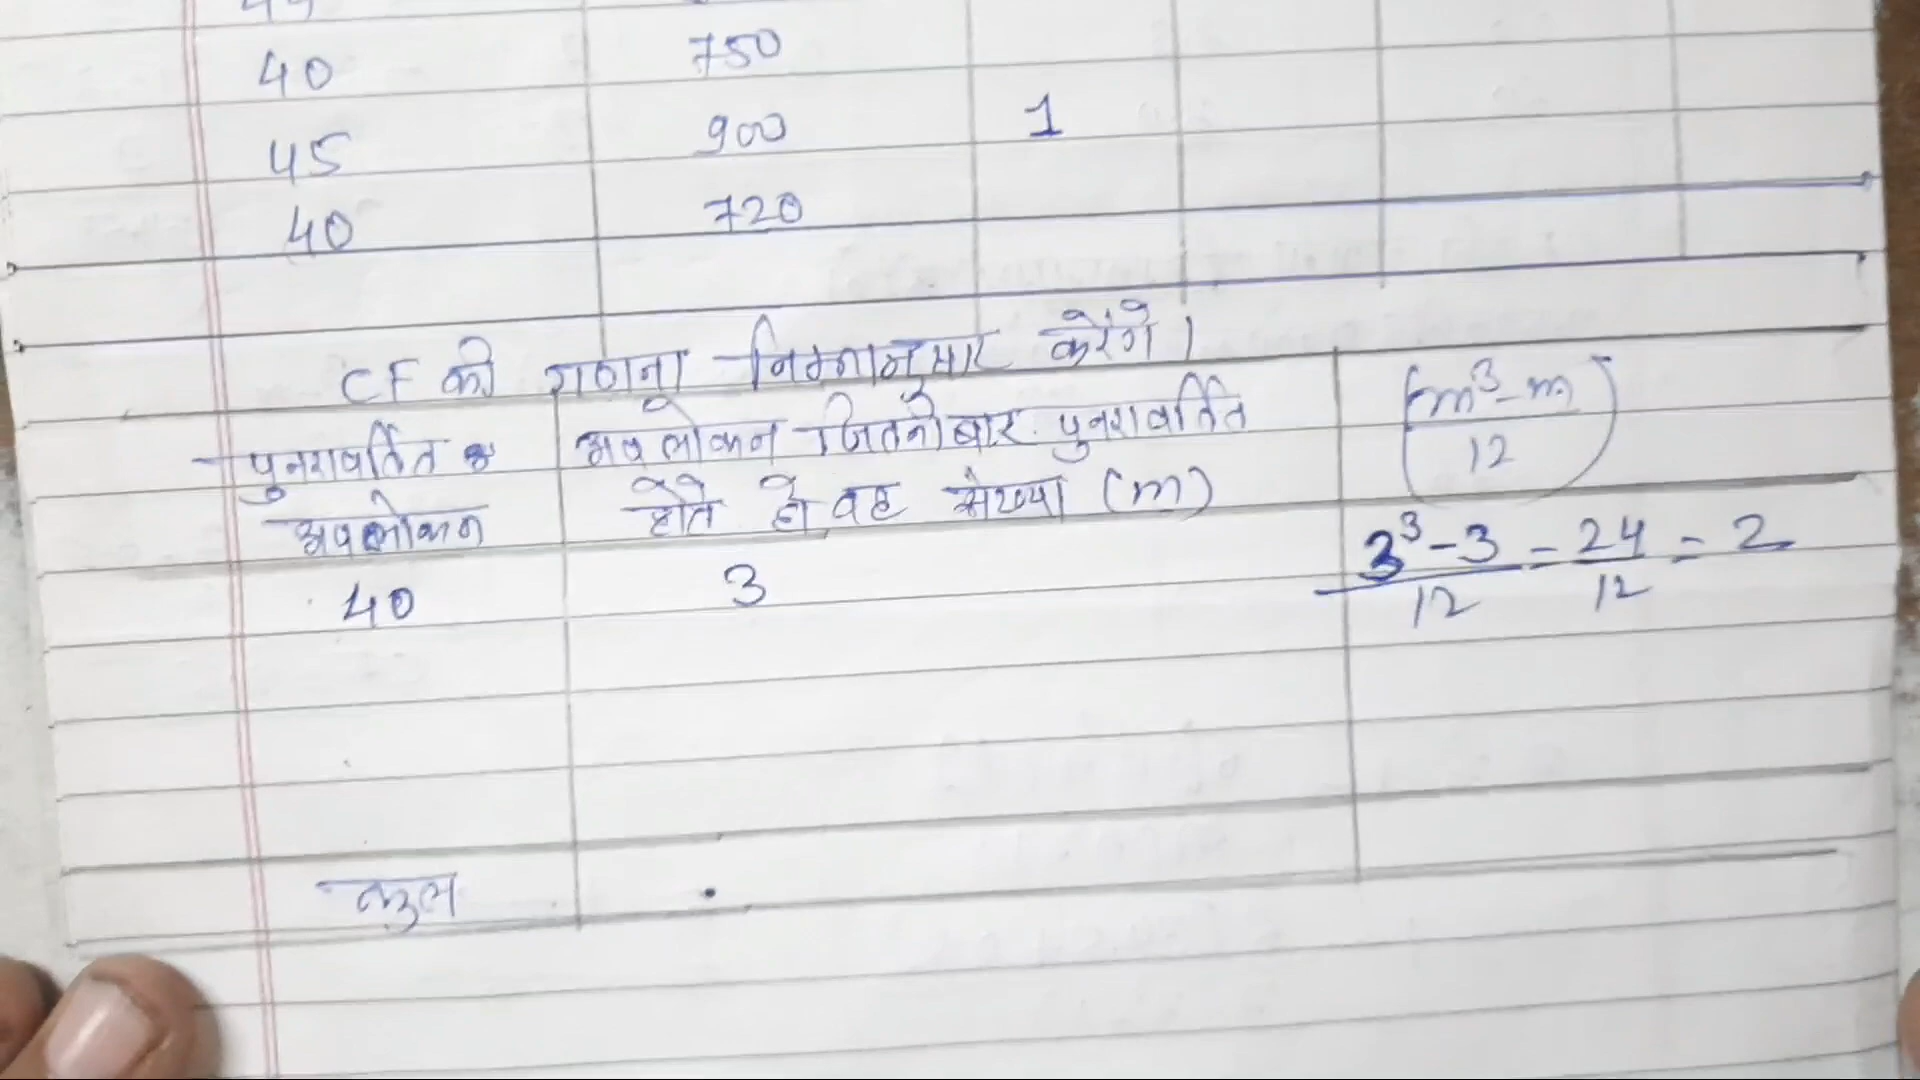 40 750
45 900 1
40 720
CF की गणना निम्नानुसार करेंगे।
पुनरावर्तित अवलोकन जितनी बार पुनरावर्तित (m³-m)/12
अवलोकन होते हो वह संख्या (m)
40 3 3³-3/12 = 24/12 = 2
कुल